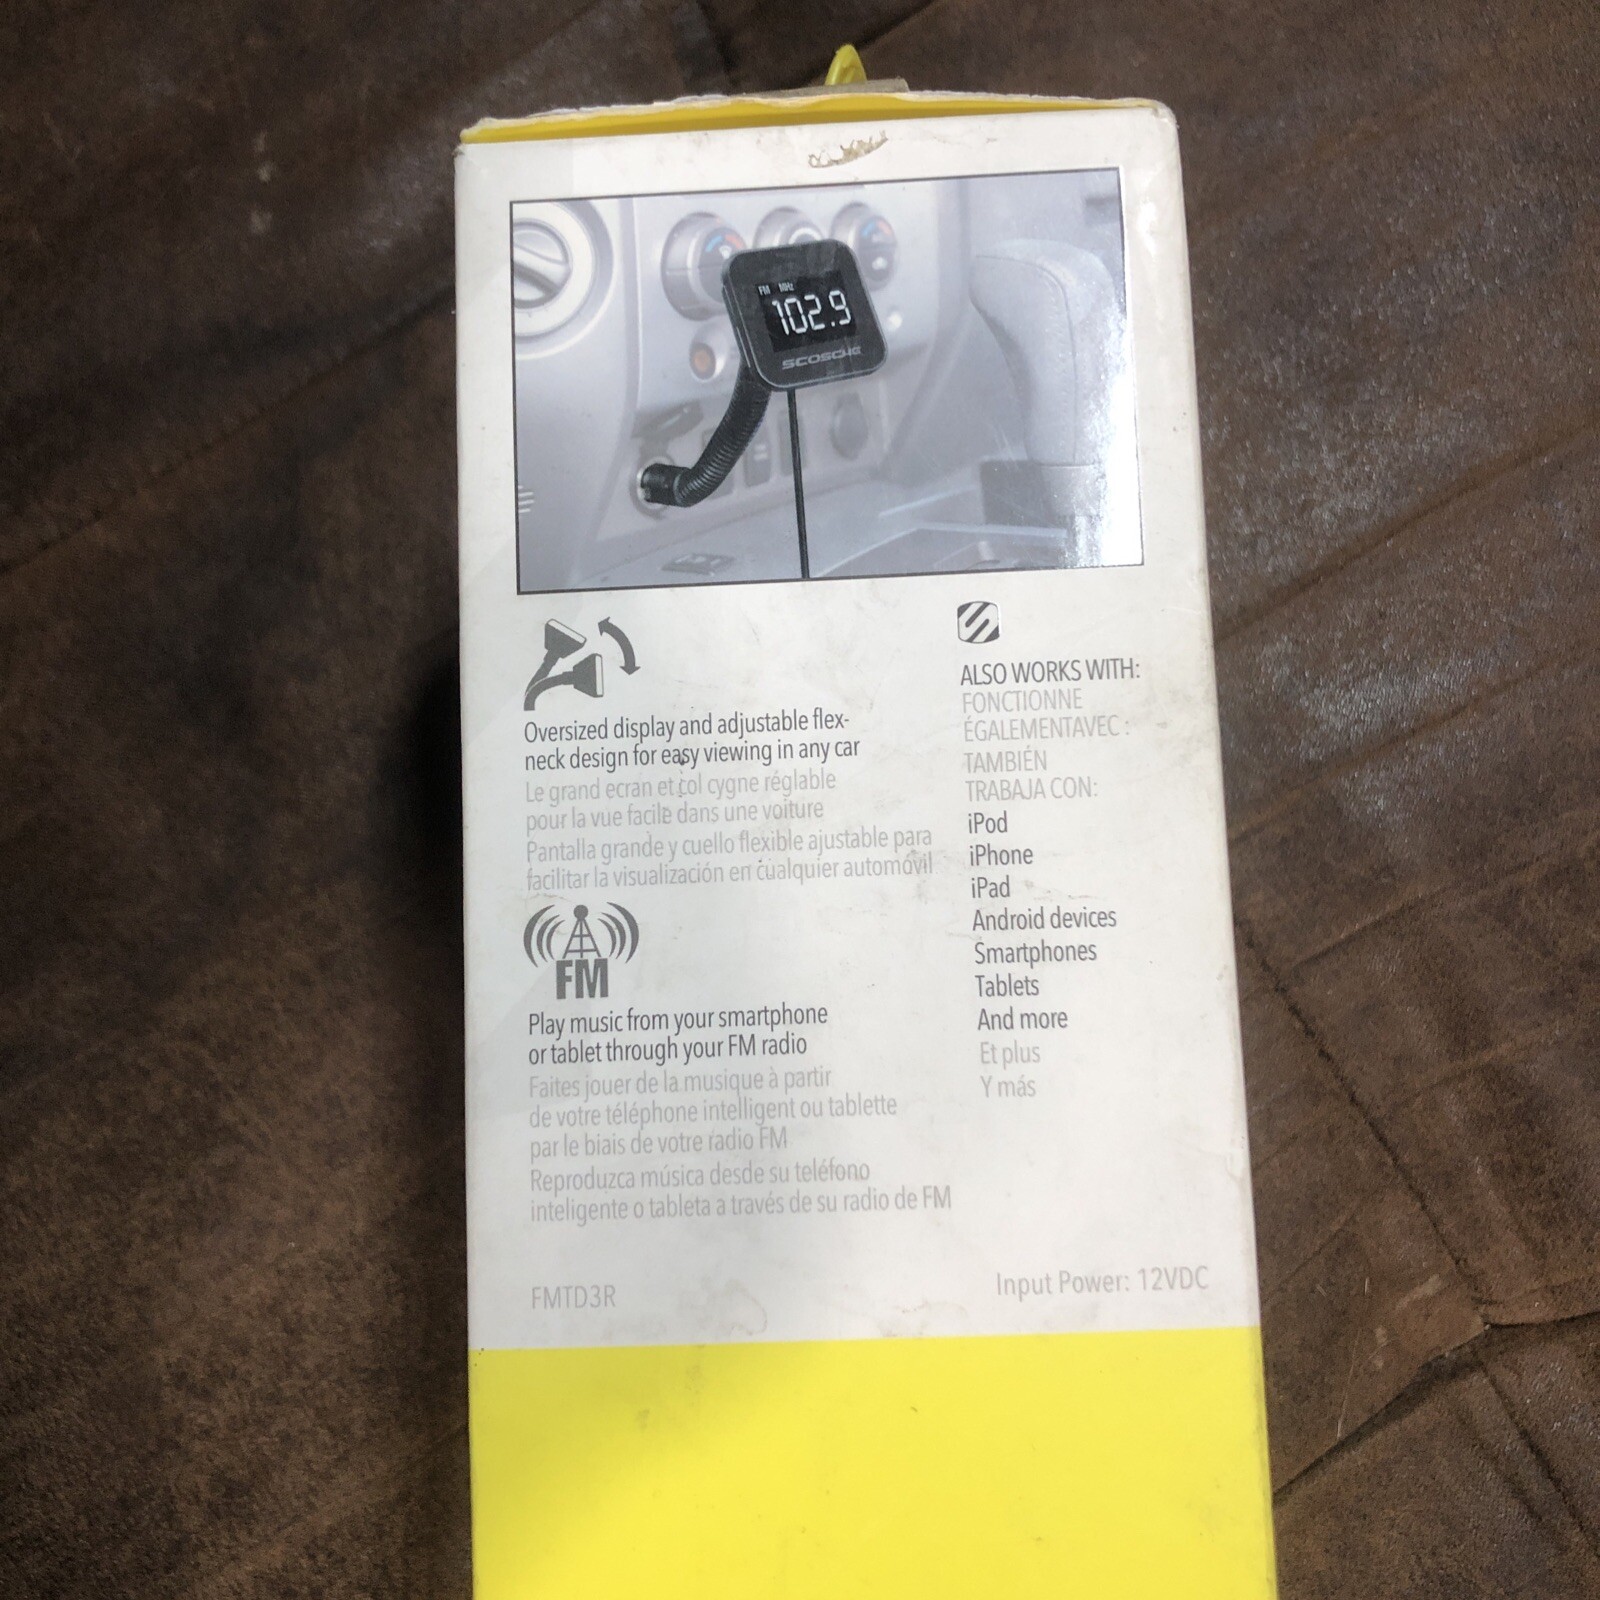 FM MHz
102.9
SCOSCHE
Oversized display and adjustable flex-
neck design for easy viewing in any car
Le grand ecran et col cygne réglable
pour la vue facile dans une voiture
Pantalla grande y cuello flexible ajustable para
facilitar la visualización en cualquier automóvil
FM
Play music from your smartphone
or tablet through your FM radio
Faites jouer de la musique à partir
de votre téléphone intelligent ou tablette
par le biais de votre radio FM
Reproduzca música desde su teléfono
inteligente o tableta a través de su radio de FM
ALSO WORKS WITH:
FONCTIONNE
ÉGALEMENTAVEC :
TAMBIÉN
TRABAJA CON:
iPod
iPhone
iPad
Android devices
Smartphones
Tablets
And more
Et plus
Y más
FMTD3R
Input Power: 12VDC